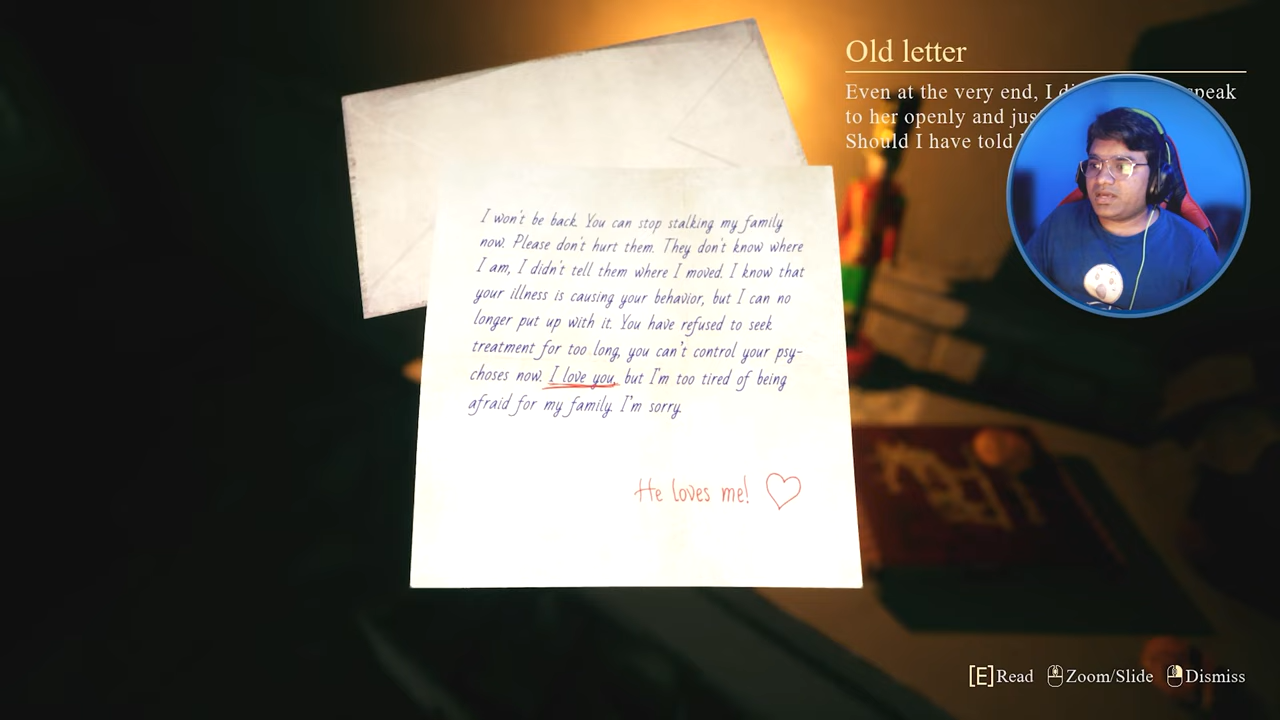 Old letter
Even at the very end, I speak
to her openly and
Should I have told
I won't be back. You can stop stalking my family
now. Please don't hurt them. They don't know where
I am, I didn't tell them where I moved. I know that
your illness is causing your behavior, but I can no
longer put up with it. You have refused to seek
treatment for too long, you can't control your psy-
choses now. I love you, but I'm too tired of being
afraid for my family. I'm sorry.
He loves me!
[E]Read Zoom/Slide Dismiss